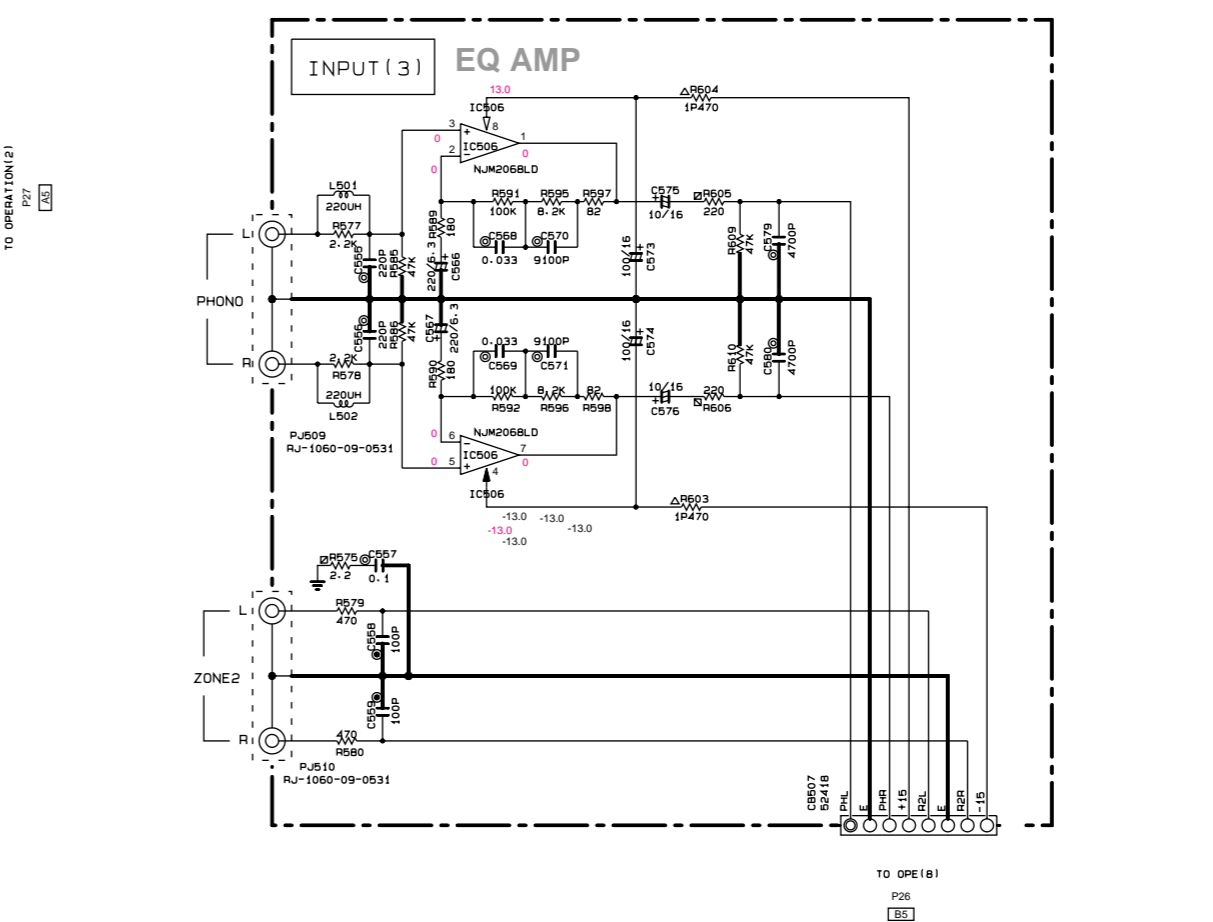 TO OPERATION(2)
P27
A5
INPUT(3)
EQ AMP
13.0
IC506
R604
1P470
3
+
8
0
IC506
1
2
-
0
0
NJM2068LD
L501
220UH
R577
2.2K
C555
220P
R585
47K
R589
180
220/6.3
C566
R591
100K
R595
8.2K
R597
82
C568
0.033
C570
9100P
C575
+
10/16
R605
220
100/16
+
C573
R609
47K
C579
4700P
L
PHONO
R
C556
220P
R586
47K
C567
+
220/6.3
R590
180
0.033
C569
9100P
C571
100/16
+
C574
R610
47K
C580
4700P
2.2K
R578
220UH
L502
100K
R592
8.2K
R596
82
R598
10/16
+
C576
220
R606
PJ509
RJ-1060-09-0531
NJM2068LD
0
6
-
IC506
7
0
5
+
0
4
IC506
R603
1P470
-13.0
-13.0
-13.0
-13.0
-13.0
R575
2.2
C557
0.1
L
R579
470
C558
100P
ZONE2
C559
100P
R
470
R580
PJ510
RJ-1060-09-0531
CB507
52418
PHL
E
PHR
+15
R2L
E
R2R
-15
TO OPE(8)
P26
B5